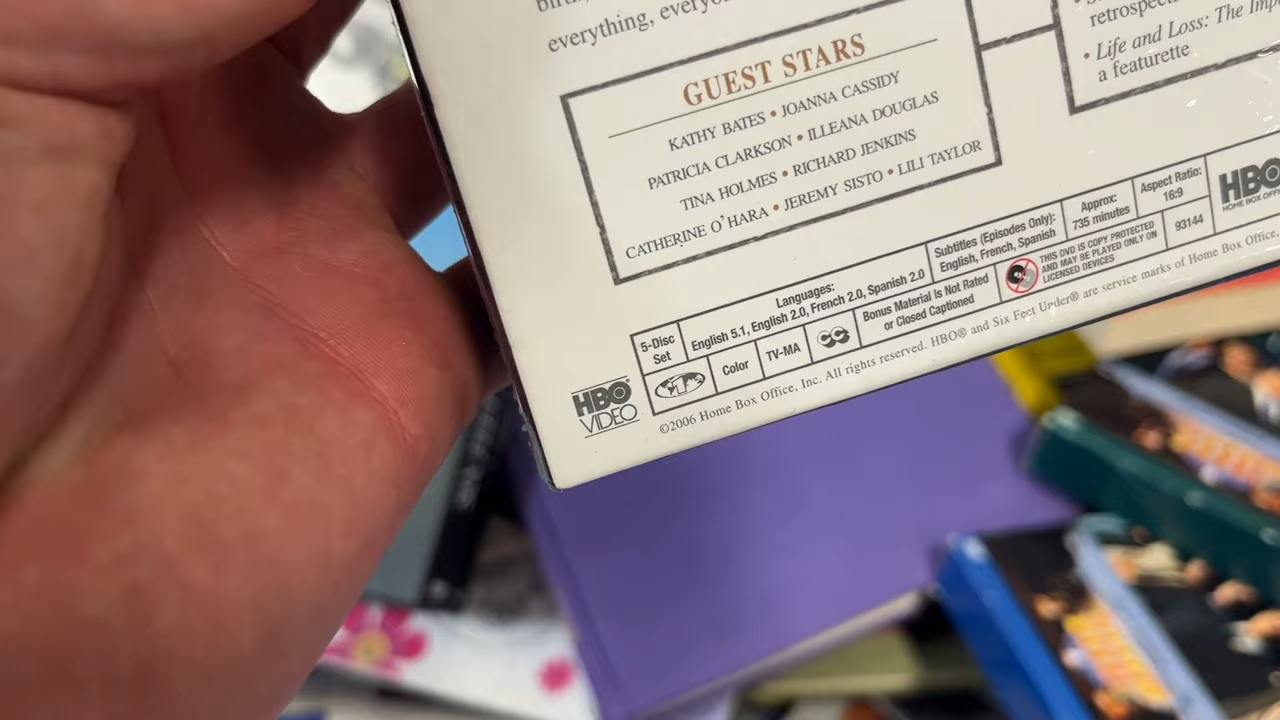 everything,
GUEST STARS
KATHY BATES • JOANNA CASSIDY
PATRICIA CLARKSON • ILLEANA DOUGLAS
TINA HOLMES • RICHARD JENKINS
CATHERINE O'HARA • JEREMY SISTO • LILI TAYLOR
• Life and Loss: The
a featurette
5-Disc
Set
Languages:
English 5.1, English 2.0, French 2.0, Spanish 2.0
Subtitles (Episodes Only):
English, French, Spanish
Approx:
735 minutes
Aspect Ratio:
16:9
HBO
HOME BOX
Color
TV-MA
CC
Bonus Material Is Not Rated
or Closed Captioned
THIS DVD IS COPY PROTECTED
AND MAY BE PLAYED ONLY ON
LICENSED DEVICES
93144
HBO
VIDEO
©2006 Home Box Office, Inc. All rights reserved. HBO® and Six Feet Under® are service marks of Home Box Office,